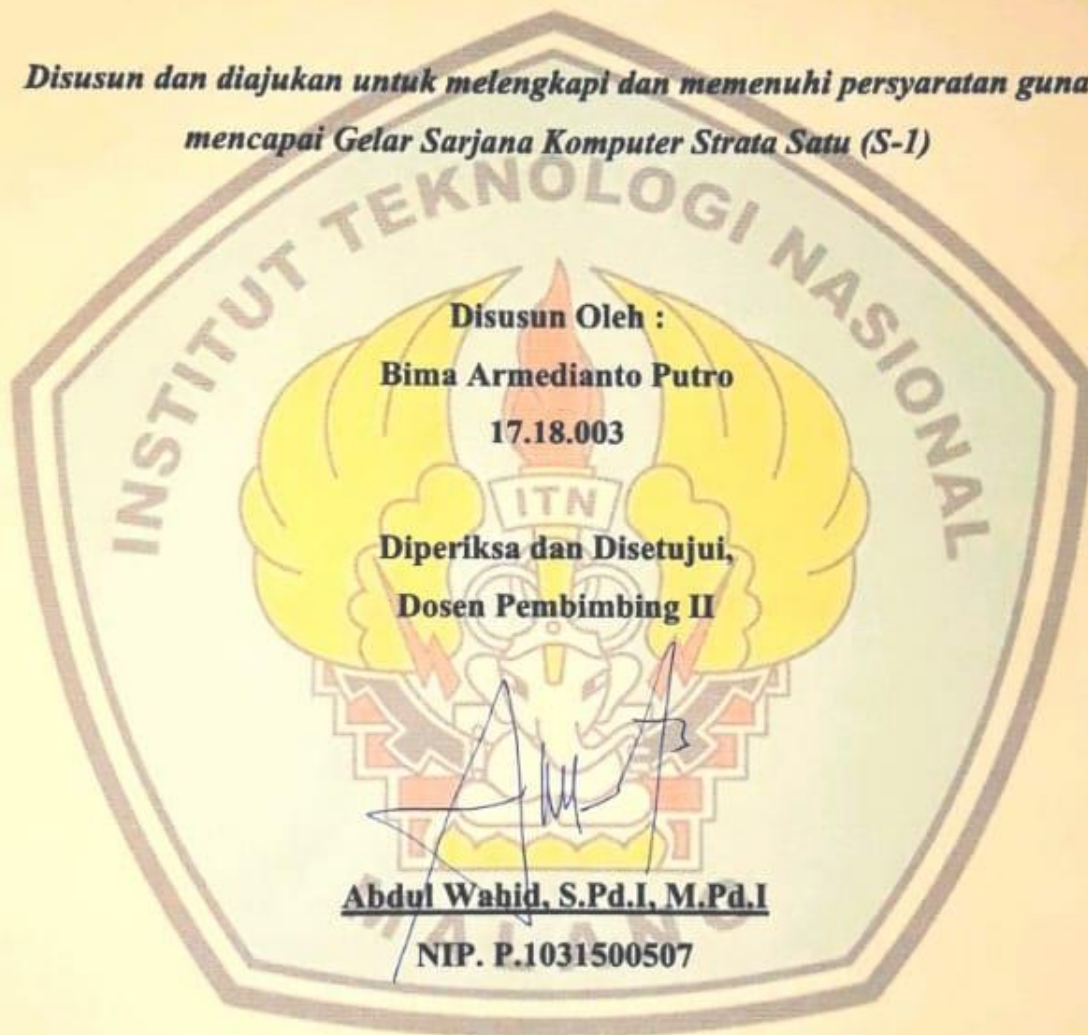 Disusun dan diajukan untuk melengkapi dan memenuhi persyaratan guna
mencapai Gelar Sarjana Komputer Strata Satu (S-1)
INSTITUT TEKNOLOGI NASIONAL
Disusun Oleh :
Bima Armedianto Putro
17.18.003
ITN
Diperiksa dan Disetujui,
Dosen Pembimbing II
Abdul Wahid, S.Pd.I, M.Pd.I
MALANG
NIP. P.1031500507